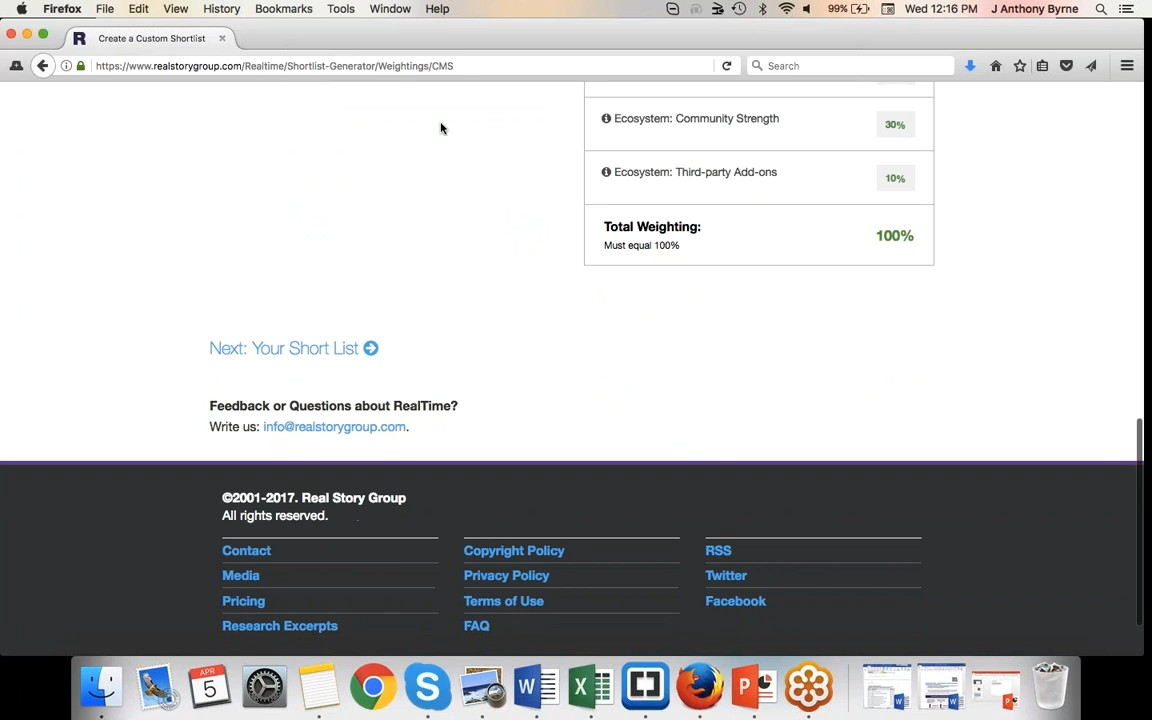 Firefox File Edit View History Bookmarks Tools Window Help 99% Wed 12:16 PM J Anthony Byrne
R Create a Custom Shortlist
https://www.realstorygroup.com/Realtime/Shortlist-Generator/Weightings/CMS Search
Ecosystem: Community Strength 30%
Ecosystem: Third-party Add-ons 10%
Total Weighting: 100%
Must equal 100%
Next: Your Short List
Feedback or Questions about RealTime?
Write us: info@realstorygroup.com.
©2001-2017. Real Story Group
All rights reserved.
Contact Copyright Policy RSS
Media Privacy Policy Twitter
Pricing Terms of Use Facebook
Research Excerpts FAQ
APR
5